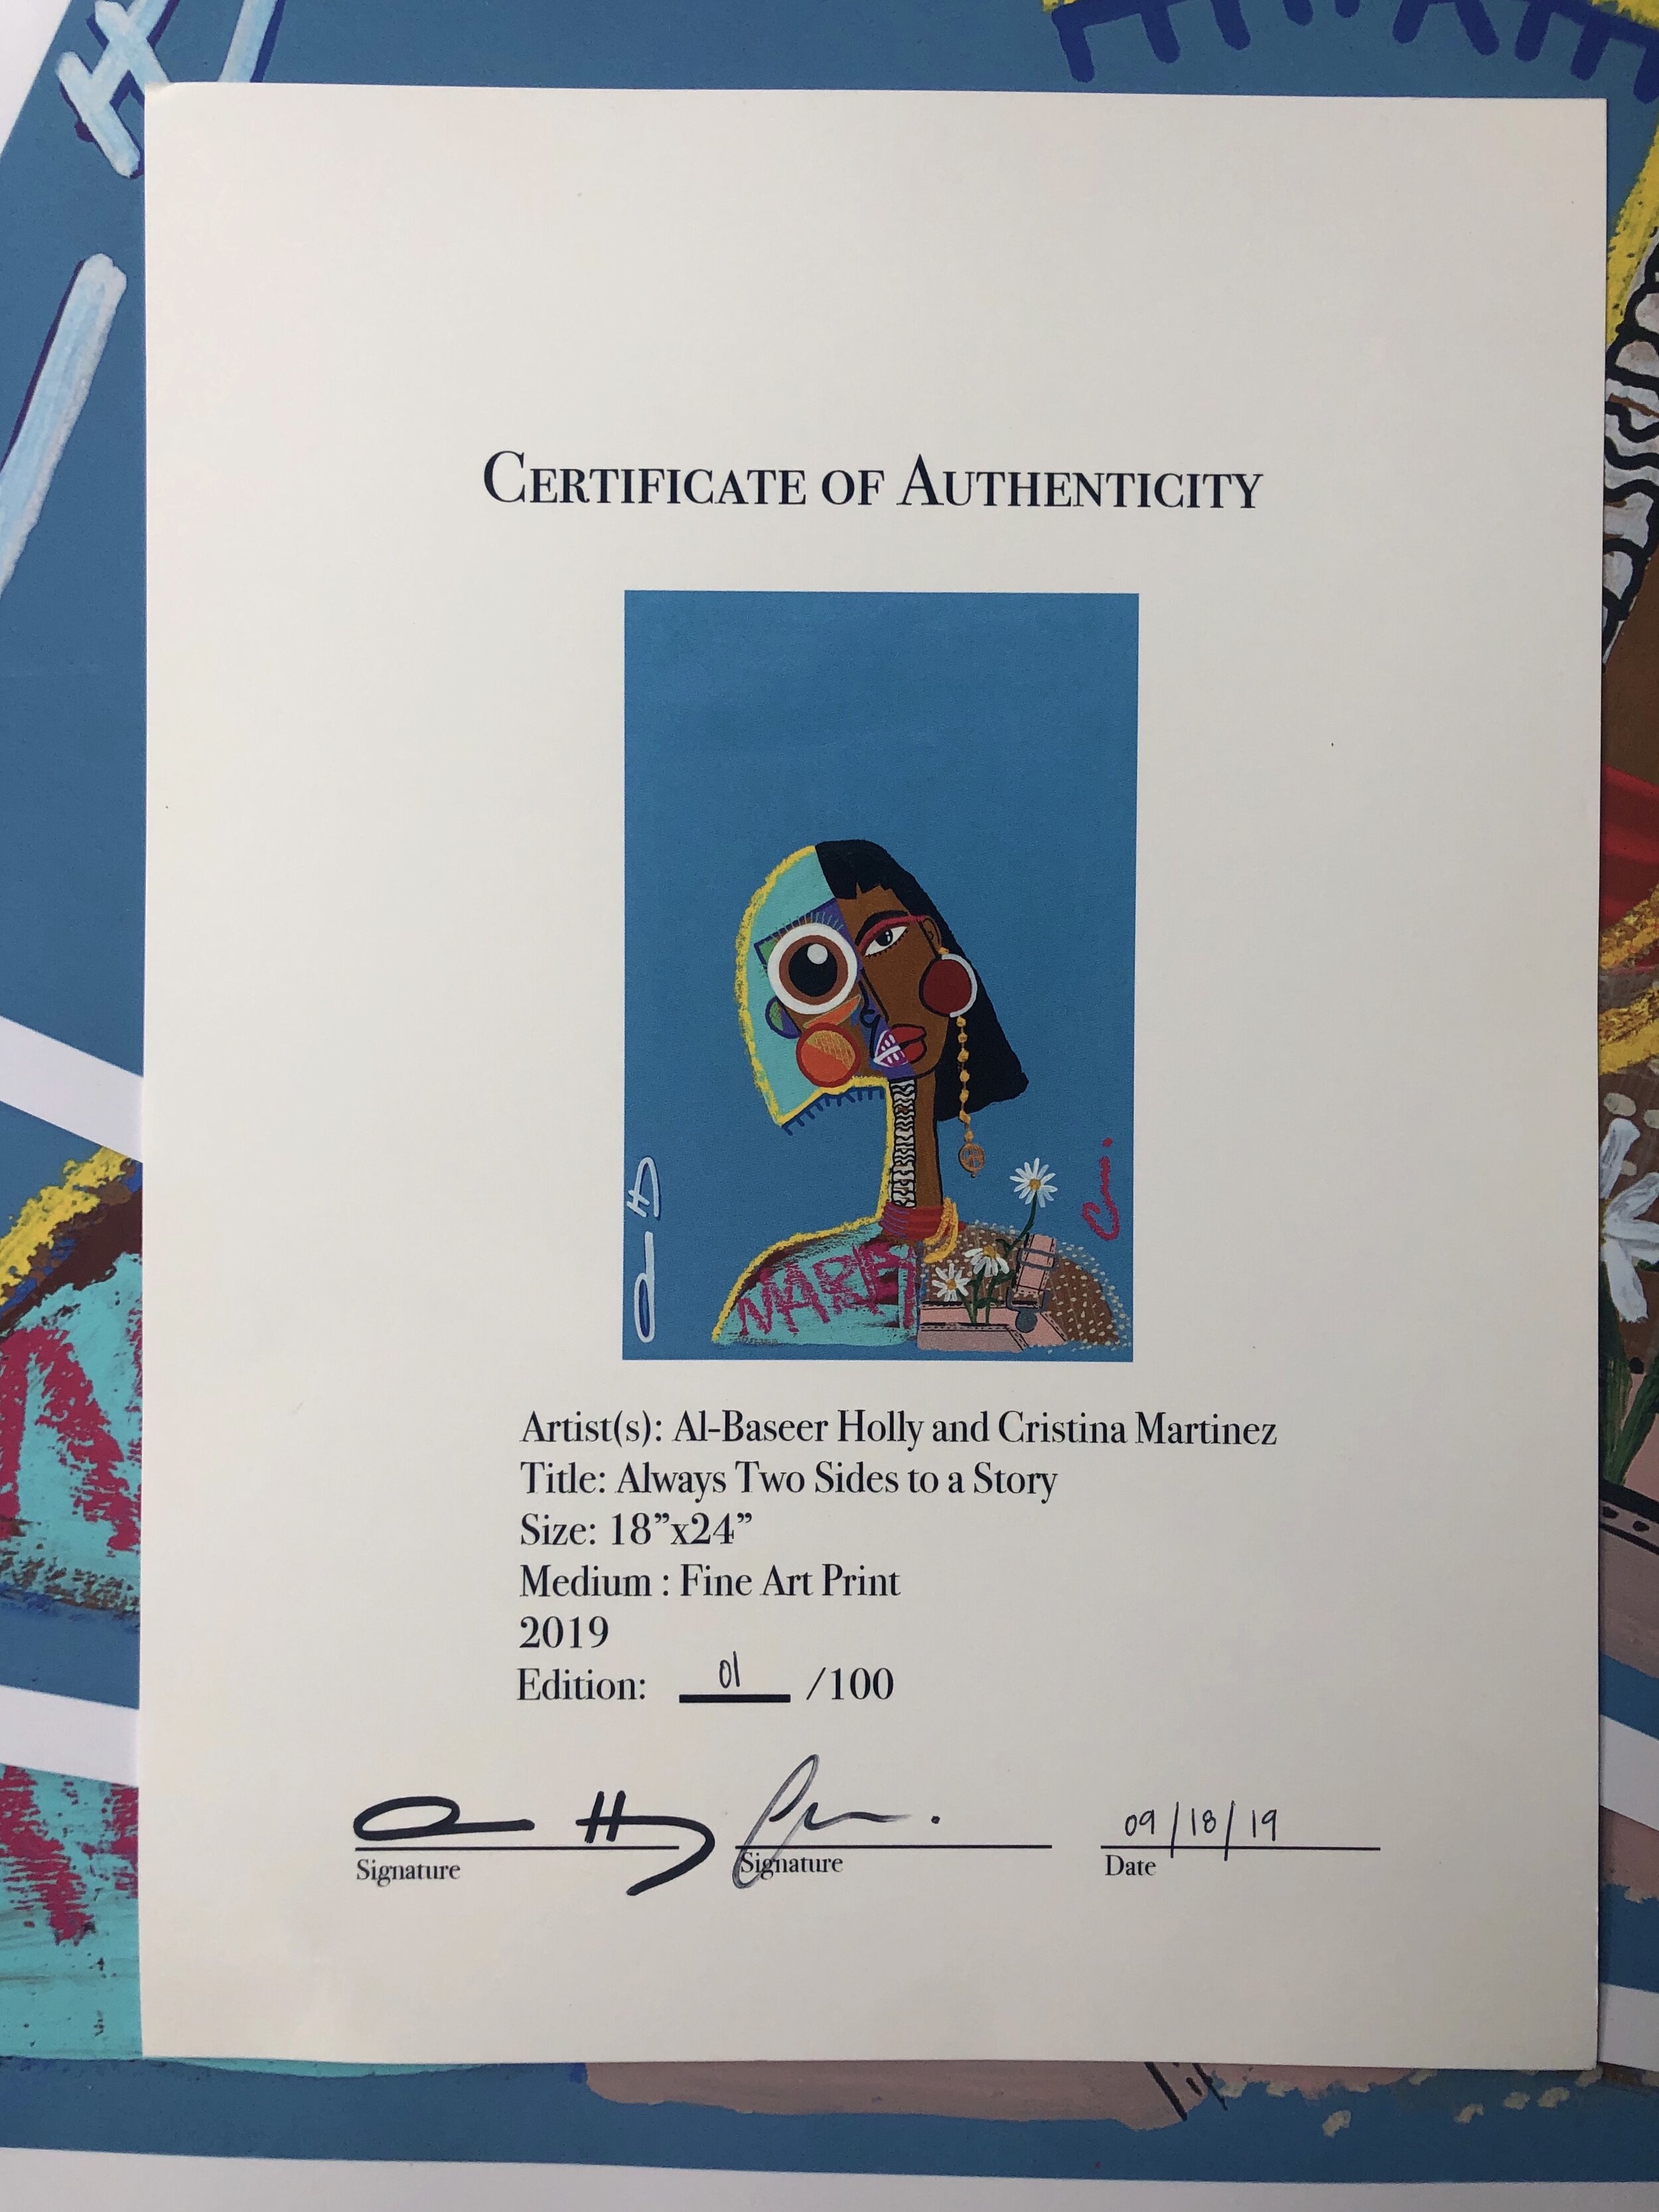 CERTIFICATE OF AUTHENTICITY
Artist(s): Al-Baseer Holly and Cristina Martinez
Title: Always Two Sides to a Story
Size: 18”x24”
Medium : Fine Art Print
2019
Edition: 01 /100
09/18/19
Signature Signature Date